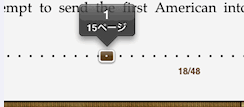 empt to send the first American into
1
15ページ
18/48